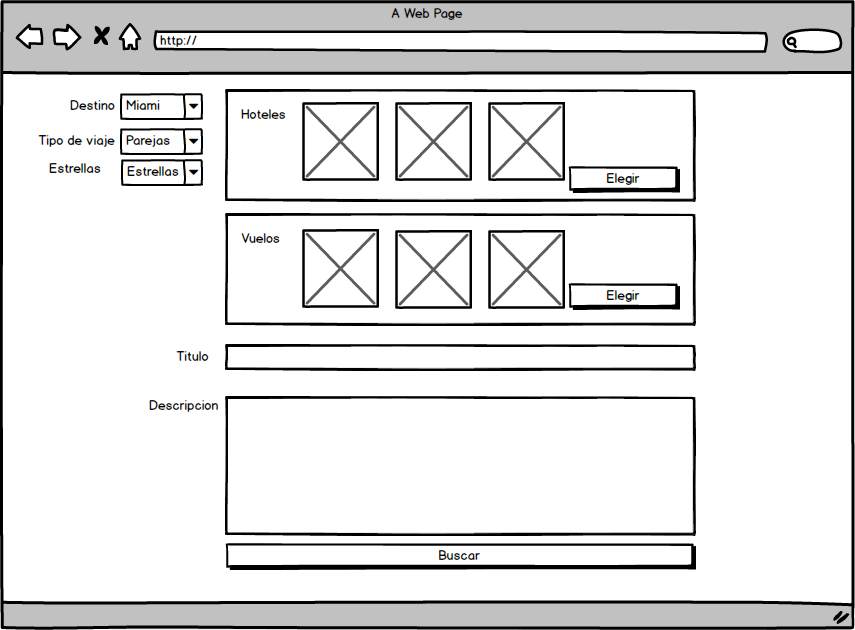 A Web Page
http://
Destino Miami
Tipo de viaje Parejas
Estrellas Estrellas
Hoteles
Elegir
Vuelos
Elegir
Titulo
Descripcion
Buscar